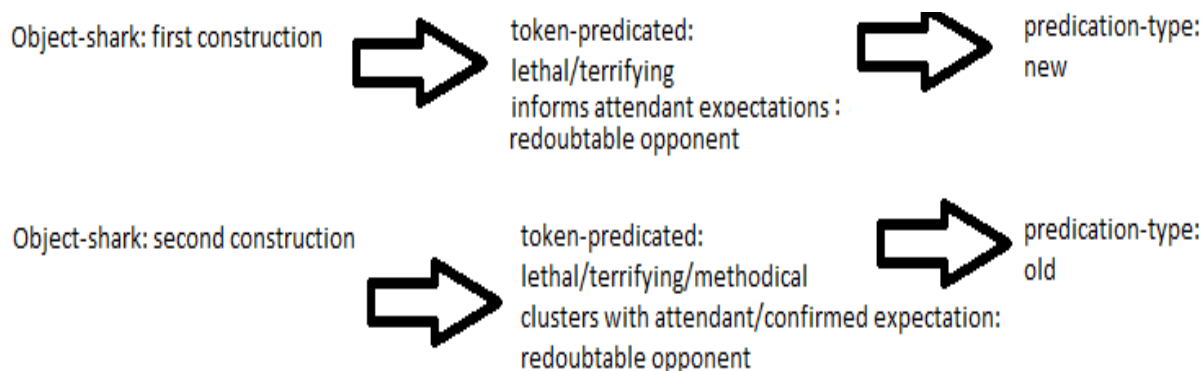 Object-shark: first construction
token-predicated:
lethal/terrifying
informs attendant expectations :
redoubtable opponent
predication-type:
new
Object-shark: second construction
token-predicated:
lethal/terrifying/methodical
clusters with attendant/confirmed expectation:
redoubtable opponent
predication-type:
old